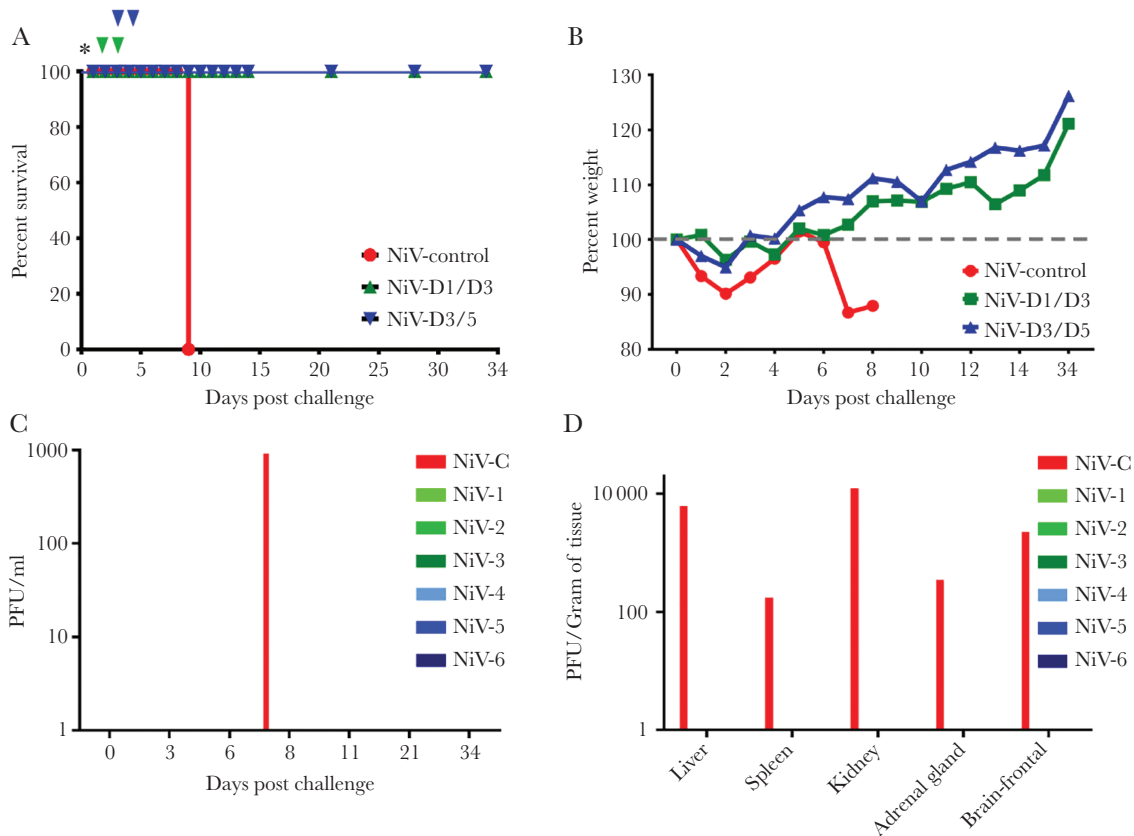 A
*
Percent survival
100
80
60
40
20
0
0 5 10 15 25 30 34
Days post challenge
NiV-control
NiV-D1/D3
NiV-D3/5
B
Percent weight
130
120
110
100
90
80
0 2 4 6 8 10 12 14 34
Days post challenge
NiV-control
NiV-D1/D3
NiV-D3/D5
C
PFU/ml
1000
100
10
1
0 3 6 8 11 21 34
Days post challenge
NiV-C
NiV-1
NiV-2
NiV-3
NiV-4
NiV-5
NiV-6
D
PFU/Gram of tissue
10 000
100
1
Liver
Spleen
Kidney
Adrenal gland
Brain-frontal
NiV-C
NiV-1
NiV-2
NiV-3
NiV-4
NiV-5
NiV-6